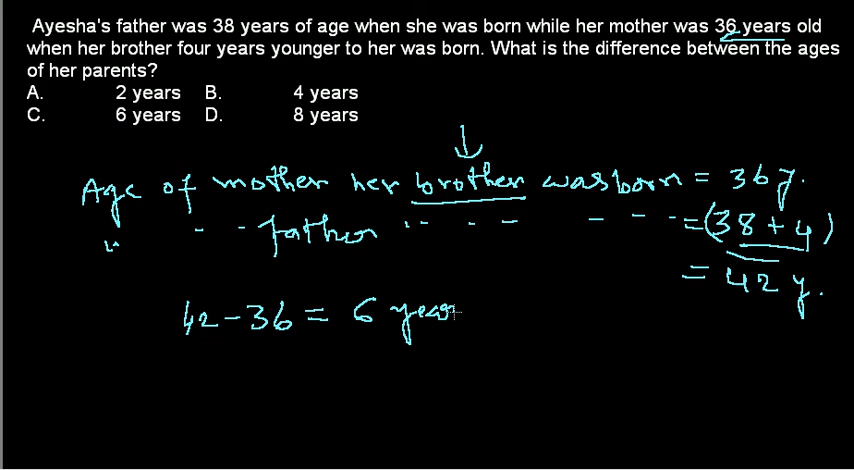 Ayesha's father was 38 years of age when she was born while her mother was 36 years old
when her brother four years younger to her was born. What is the difference between the ages
of her parents?
A. 2 years B. 4 years
C. 6 years D. 8 years
Age of mother her brother was born = 36 y.
" - - father " - - - - - = (38 + 4)
= 42 y.
42 - 36 = 6 years